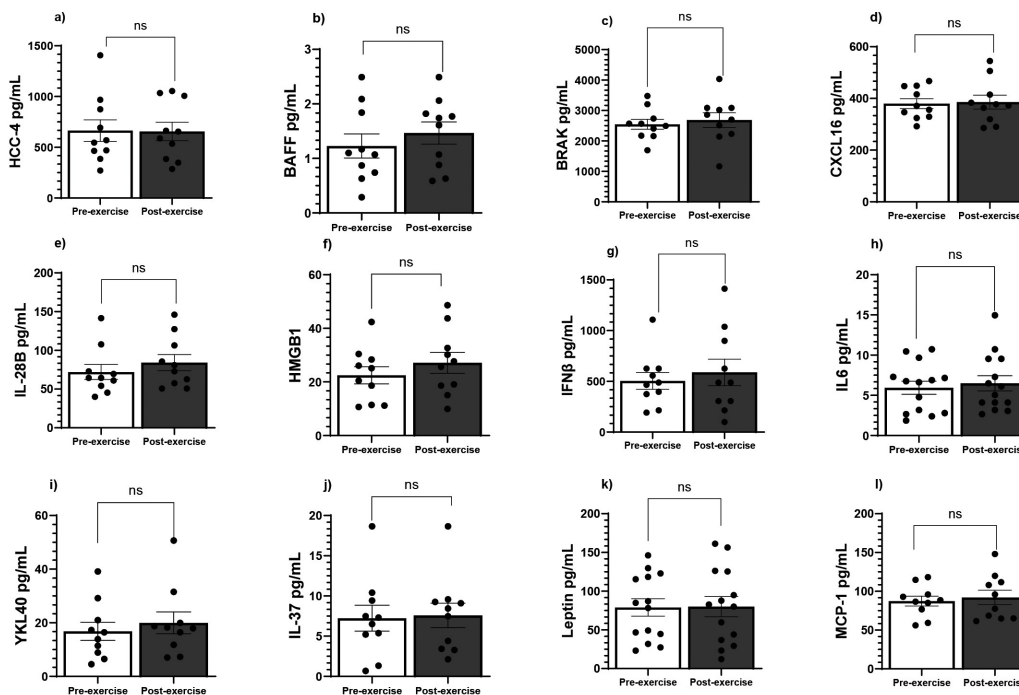 a)
ns
HCC-4 pg/mL
1500
1000
500
0
Pre-exercise Post-exercise
b)
ns
BAFF pg/mL
3
2
1
0
Pre-exercise Post-exercise
c)
ns
BRAK pg/mL
5000
4000
3000
2000
1000
0
Pre-exercise Post-exercise
d)
ns
CXCL16 pg/mL
600
400
200
0
Pre-exercise Post-exercise
e)
ns
IL-28B pg/mL
200
150
100
50
0
Pre-exercise Post-exercise
f)
ns
HMGB1
60
40
20
0
Pre-exercise Post-exercise
g)
ns
IFNβ pg/mL
1500
1000
500
0
Pre-exercise Post-exercise
h)
ns
IL6 pg/mL
20
15
10
5
0
Pre-exercise Post-exercise
i)
ns
YKL40 pg/mL
60
40
20
0
Pre-exercise Post-exercise
j)
ns
IL-37 pg/mL
20
15
10
5
0
Pre-exercise Post-exercise
k)
ns
Leptin pg/mL
200
150
100
50
0
Pre-exercise Post-exercise
l)
ns
MCP-1 pg/mL
200
150
100
50
0
Pre-exercise Post-exercise